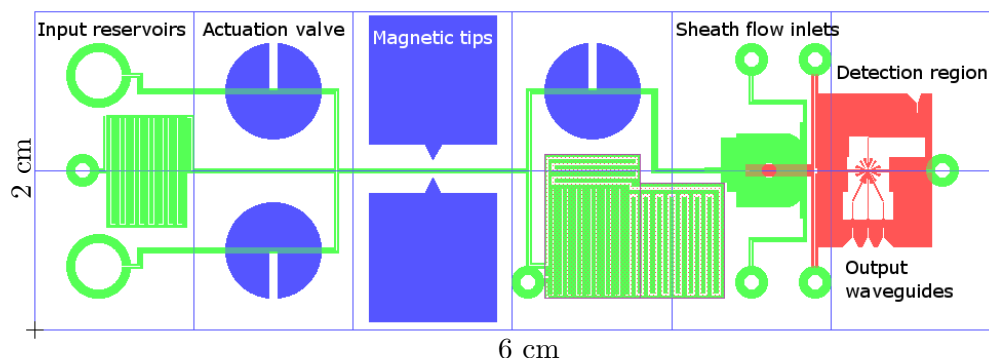 Input reservoirs
Actuation valve
Magnetic tips
Sheath flow inlets
Detection region
2 cm
Output
waveguides
6 cm